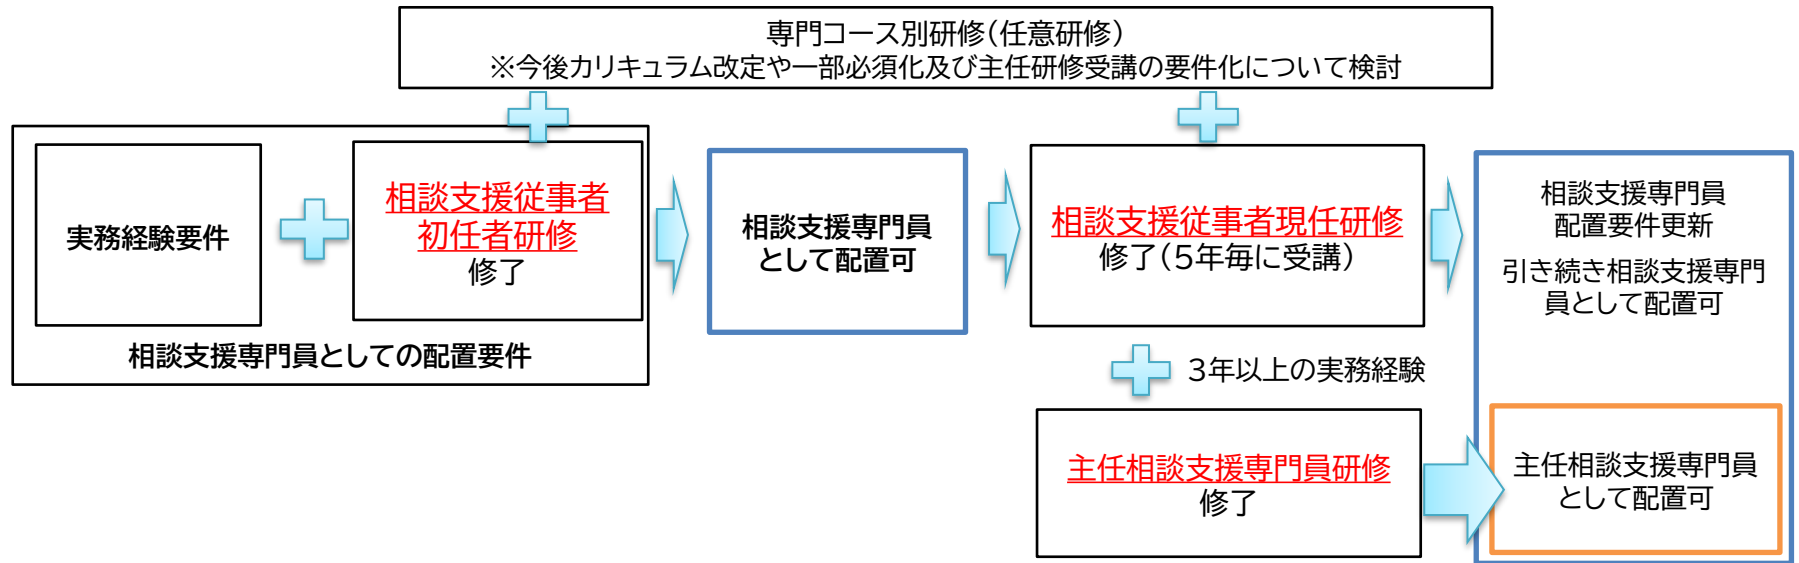 専門コース別研修（任意研修）
※今後カリキュラム改定や一部必須化及び主任研修受講の要件化について検討
実務経験要件
相談支援従事者
初任者研修
修了
相談支援専門員としての配置要件
相談支援専門員
として配置可
相談支援従事者現任研修
修了（５年毎に受講）
３年以上の実務経験
主任相談支援専門員研修
修了
相談支援専門員
配置要件更新
引き続き相談支援専門
員として配置可
主任相談支援専門員
として配置可